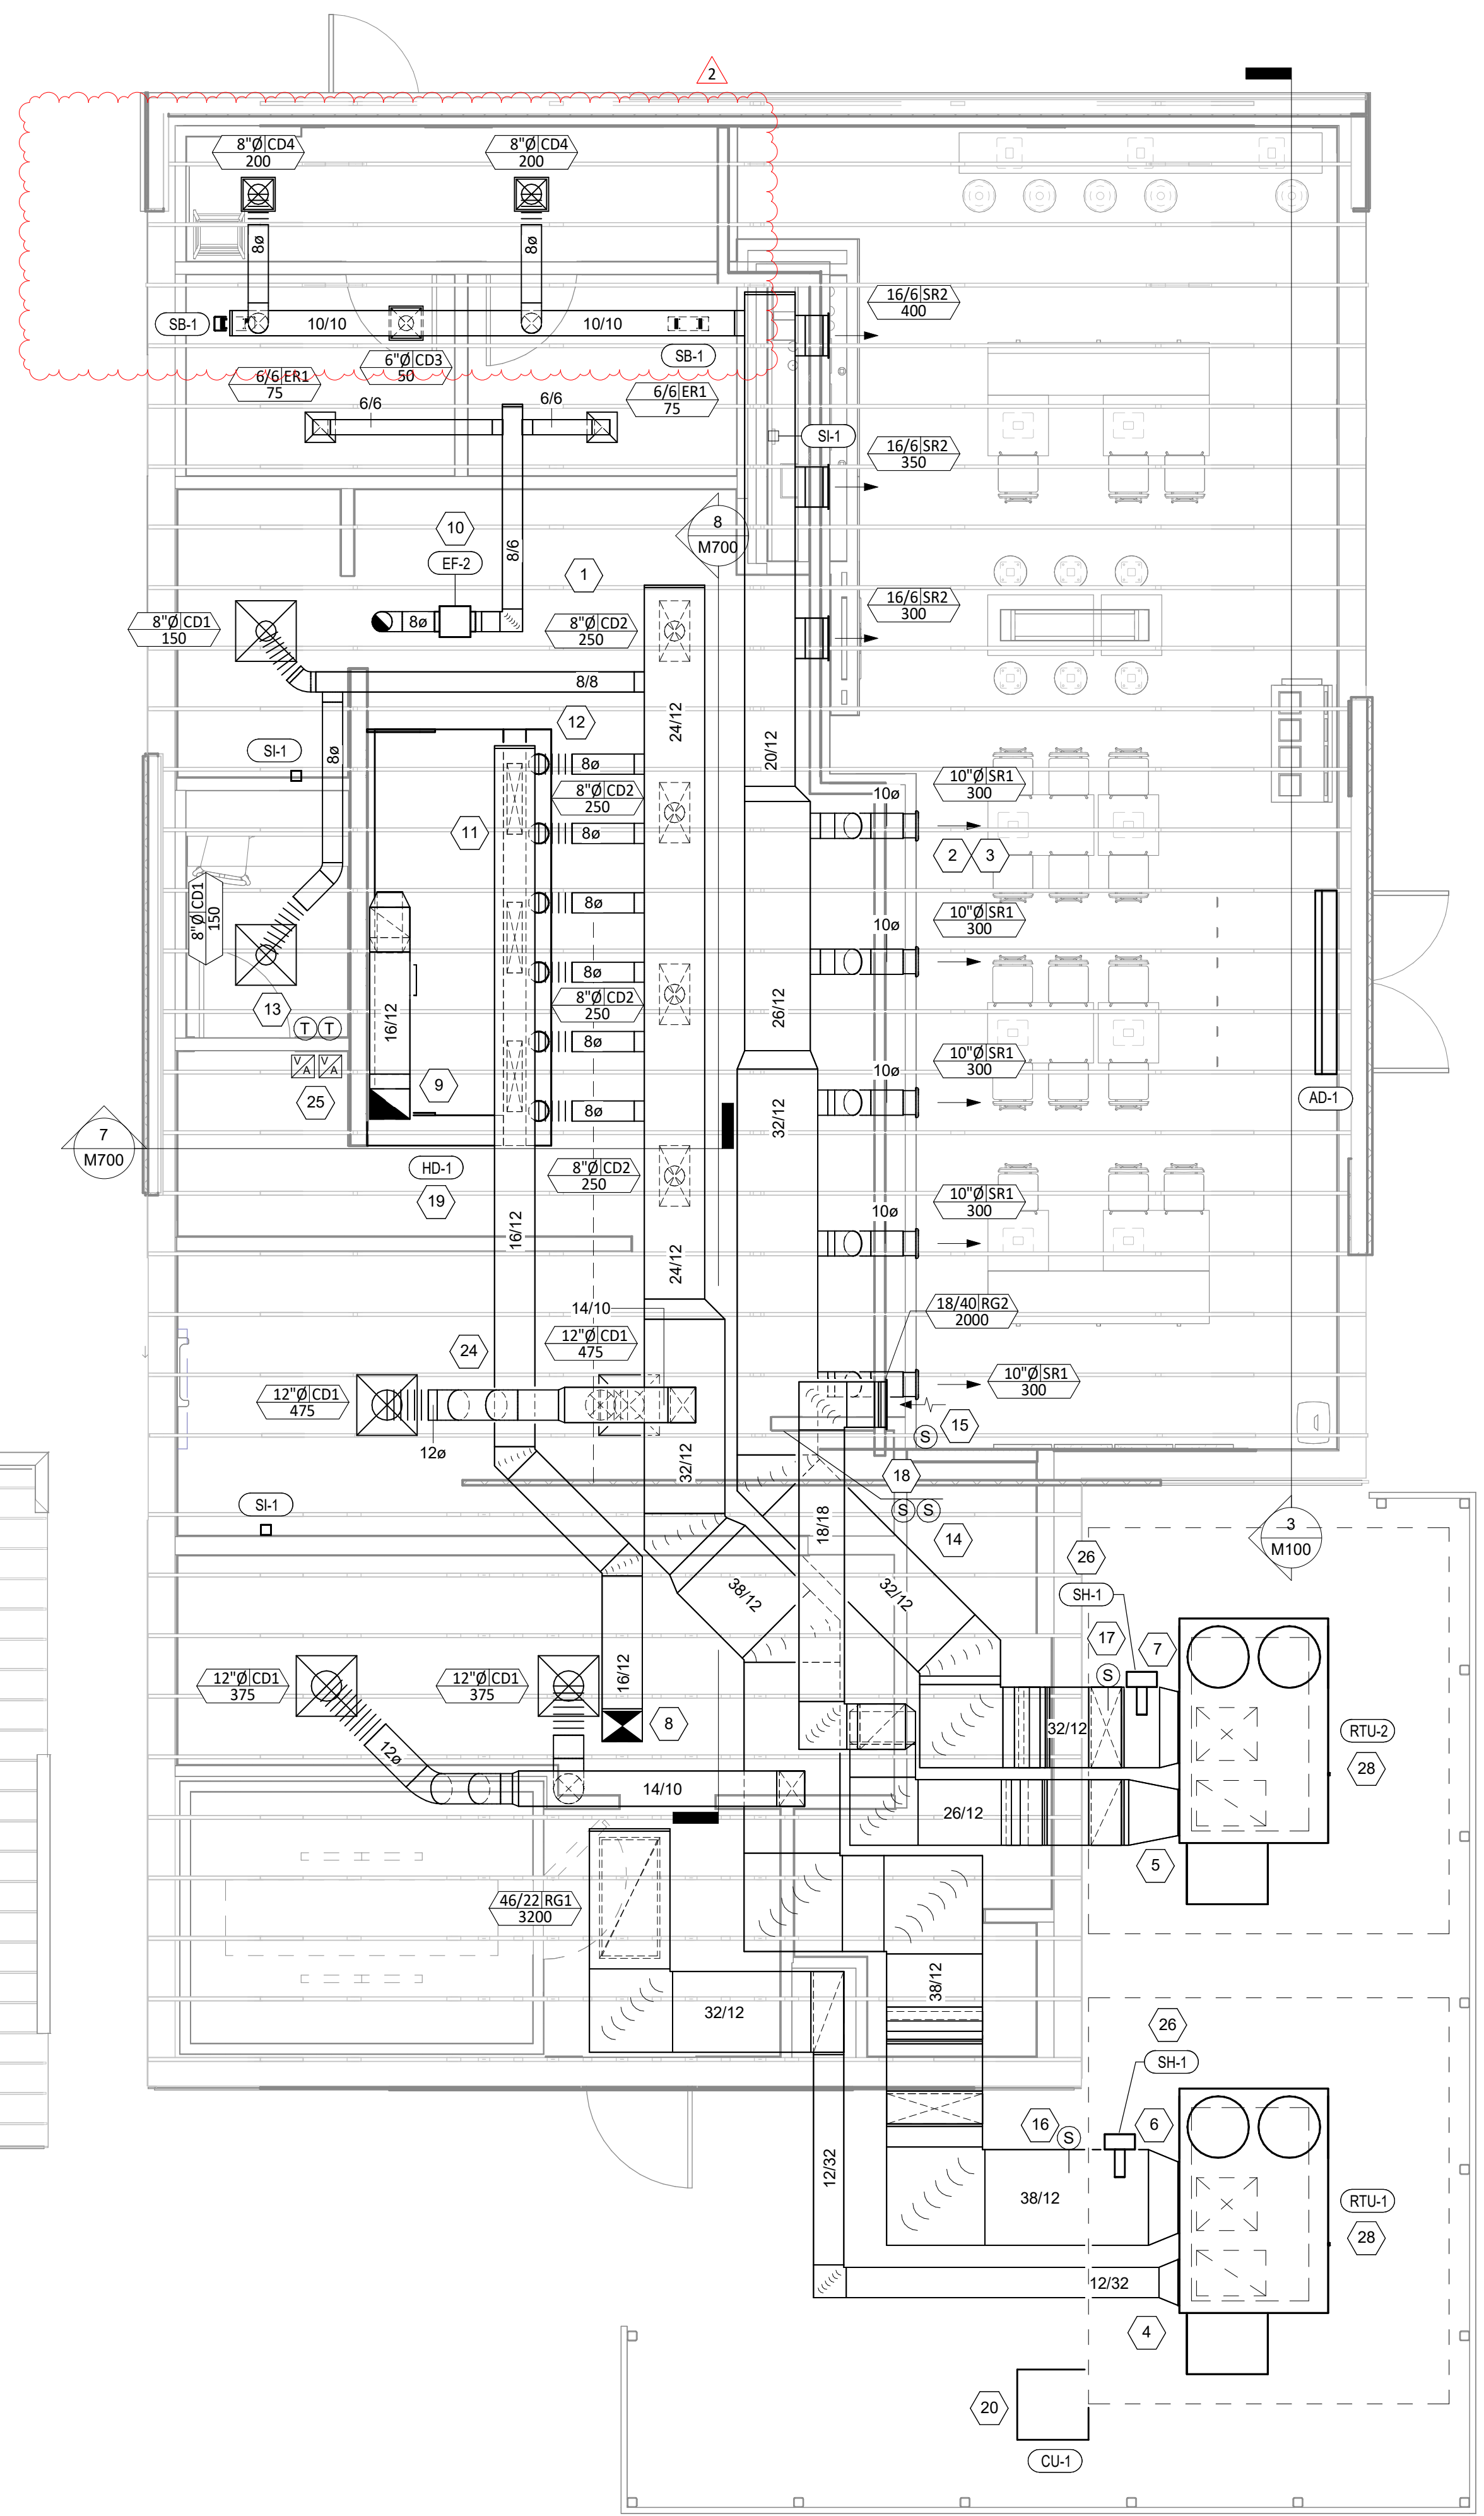 2
8"Ø CD4
200
8"Ø CD4
200
8ø
8ø
16/6 SR2
400
SB-1
10/10
10/10
SB-1
6"Ø CD3
50
6/6 ER1
75
6/6
6/6
6/6 ER1
75
SI-1
16/6 SR2
350
8
M700
10
EF-2
8/6
1
16/6 SR2
300
8"Ø CD1
150
8ø
8"Ø CD2
250
8/8
24/12
12
20/12
SI-1
8ø
8ø
10ø
10"Ø SR1
300
8"Ø CD2
250
11
8ø
2
3
8"Ø CD1
150
8ø
10ø
10"Ø SR1
300
8ø
13
T
T
16/12
8"Ø CD2
250
26/12
8ø
10ø
10"Ø SR1
300
V
A
V
A
25
9
8ø
32/12
AD-1
7
M700
HD-1
19
8"Ø CD2
250
16/12
10ø
10"Ø SR1
300
24/12
14/10
18/40 RG2
2000
24
12"Ø CD1
475
12"Ø CD1
475
10"Ø SR1
300
12ø
15
S
32/12
18
SI-1
18/18
S
S
14
3
M100
26
38/12
32/12
SH-1
17
7
S
16/12
12"Ø CD1
375
12"Ø CD1
375
8
32/12
RTU-2
28
12ø
14/10
26/12
5
46/22 RG1
3200
38/12
32/12
26
SH-1
16
S
6
12/32
38/12
RTU-1
28
12/32
4
20
CU-1